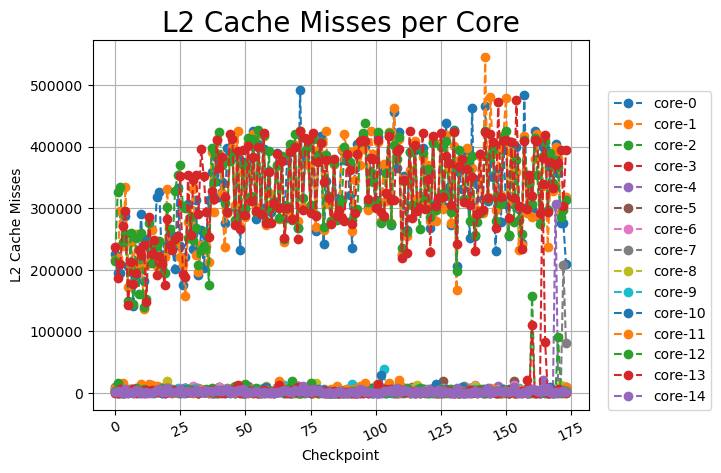 L2 Cache Misses per Core
L2 Cache Misses
500000
400000
300000
200000
100000
0
0
25
50
75
100
125
150
175
Checkpoint
core-0
core-1
core-2
core-3
core-4
core-5
core-6
core-7
core-8
core-9
core-10
core-11
core-12
core-13
core-14